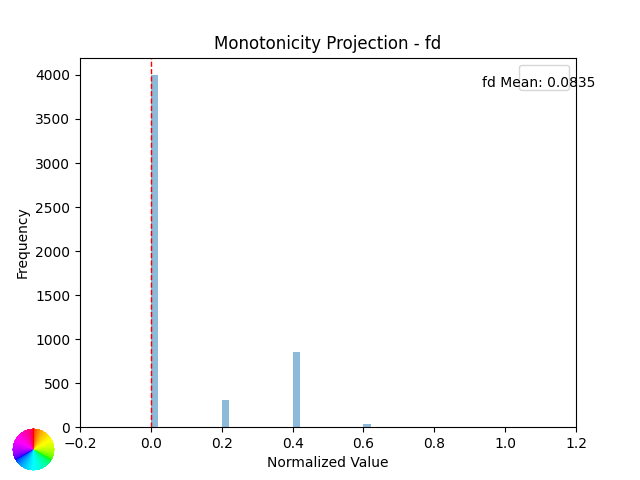 Monotonicity Projection - fd
fd Mean: 0.0835
Frequency
4000
3500
3000
2500
2000
1500
1000
500
0
−0.2 0.0 0.2 0.4 0.6 0.8 1.0 1.2
Normalized Value